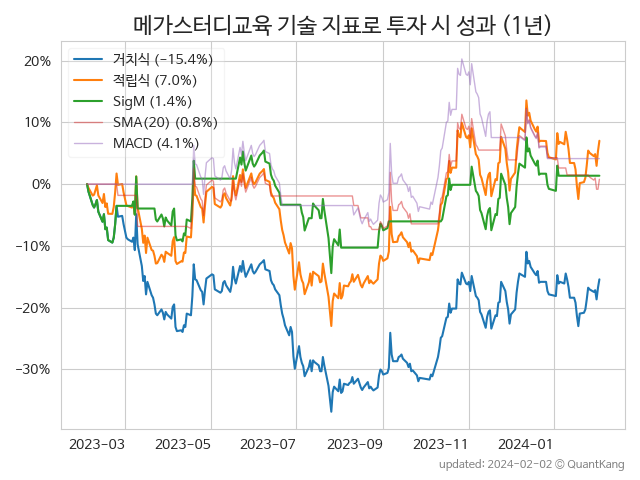 메가스터디교육 기술 지표로 투자 시 성과 (1년)
거치식 (−15.4%)
적립식 (7.0%)
SigM (1.4%)
SMA(20) (0.8%)
MACD (4.1%)
20%
10%
0%
−10%
−20%
−30%
2023-03 2023-05 2023-07 2023-09 2023-11 2024-01
updated: 2024-02-02 © QuantKang